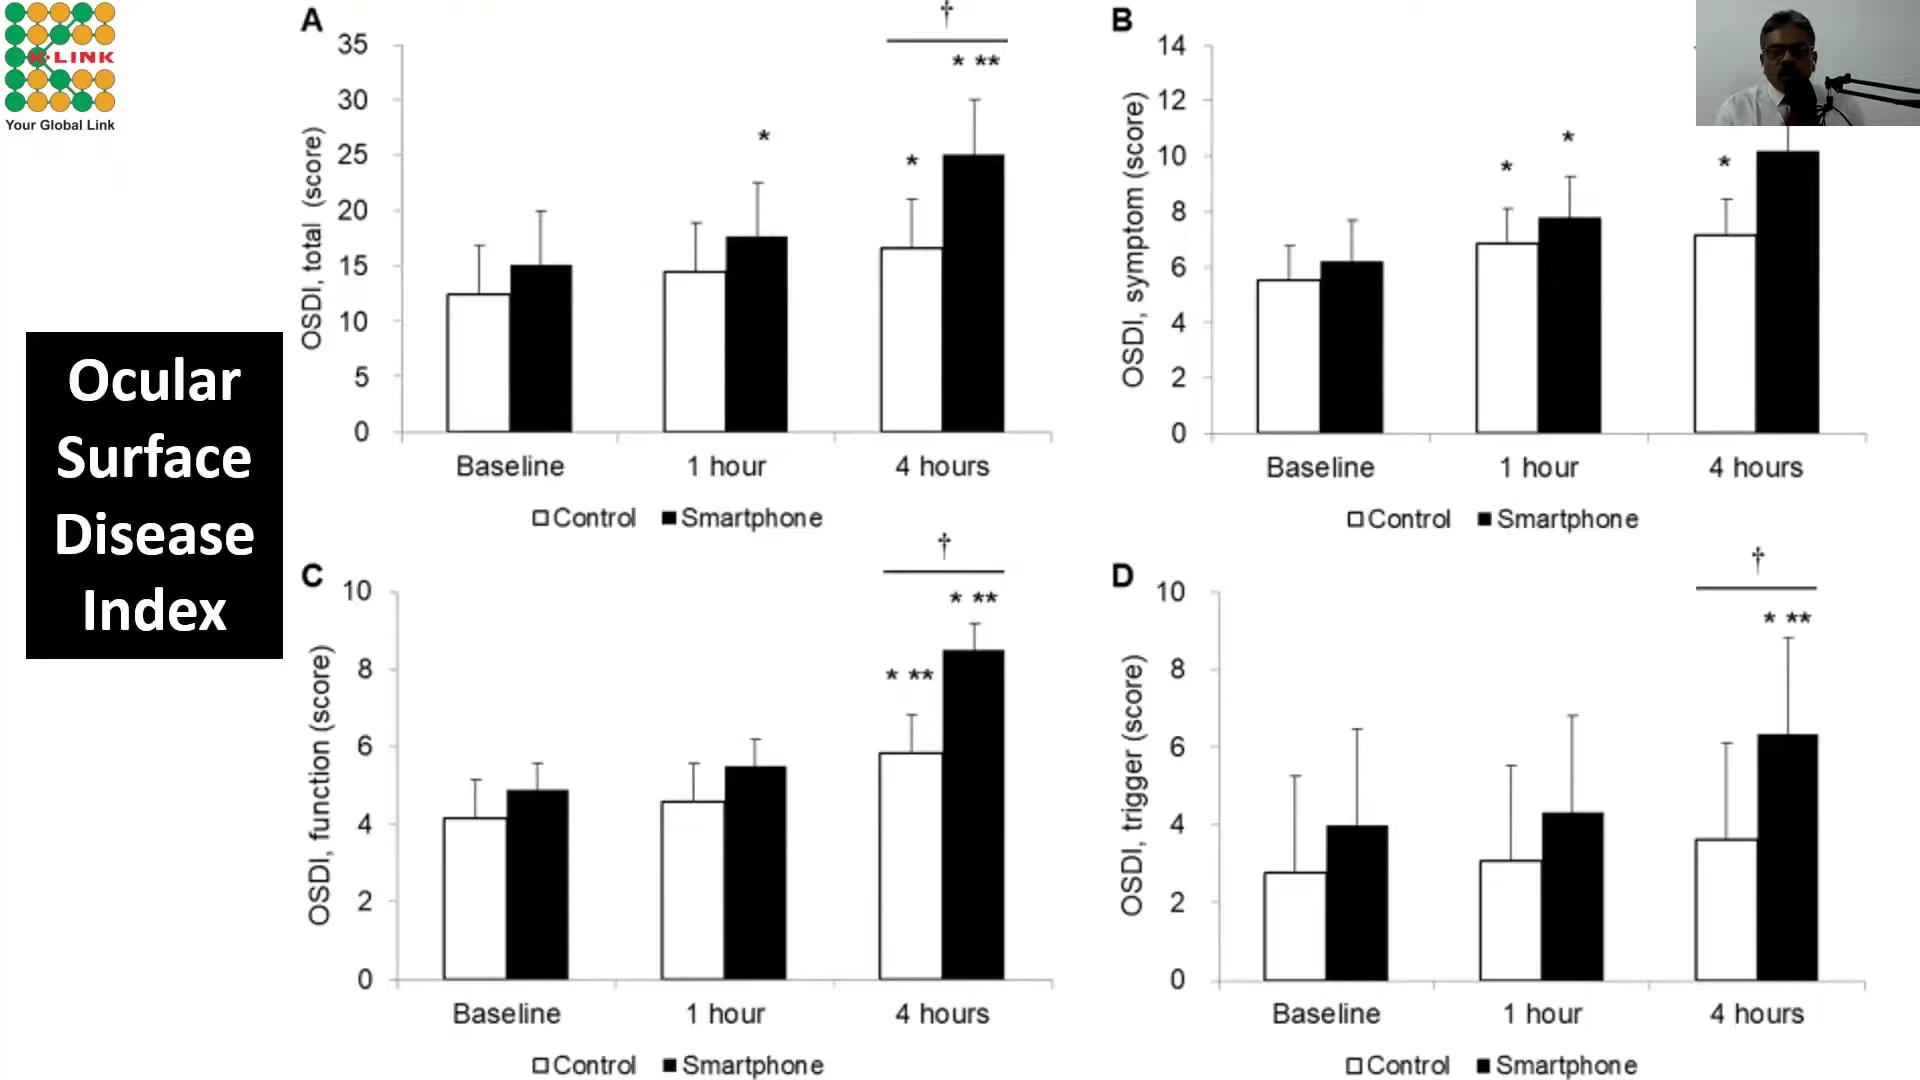 K-LINK
Your Global Link
Ocular
Surface
Disease
Index
A
†
* **
*
*
35
30
25
20
15
10
5
0
OSDI, total (score)
Baseline 1 hour 4 hours
Control Smartphone
B
*
*
*
14
12
10
8
6
4
2
0
OSDI, symptom (score)
Baseline 1 hour 4 hours
Control Smartphone
C
†
* **
* **
10
8
6
4
2
0
OSDI, function (score)
Baseline 1 hour 4 hours
Control Smartphone
D
†
* **
10
8
6
4
2
0
OSDI, trigger (score)
Baseline 1 hour 4 hours
Control Smartphone